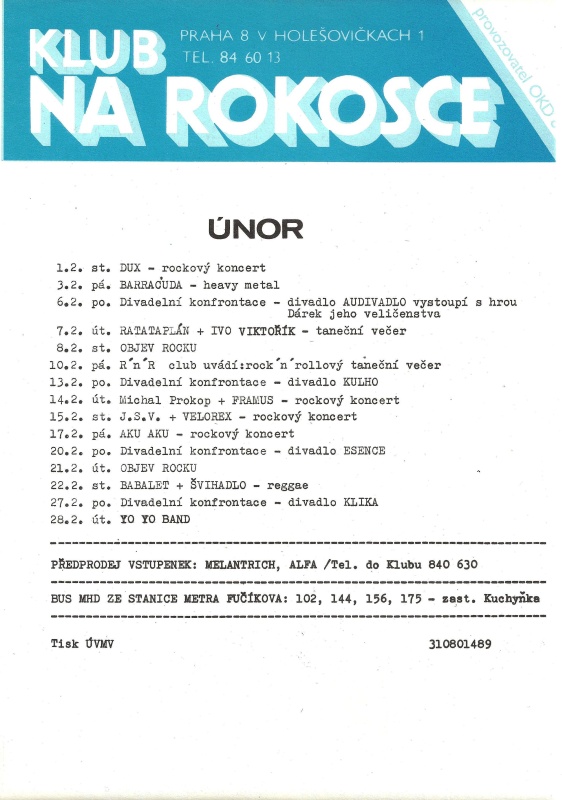 KLUB
NA ROKOSCE
PRAHA 8 V HOLEŠOVIČKACH 1
TEL. 84 60 13
provozovatel OKD
ÚNOR
1.2. st. DUX - rockový koncert
3.2. pá. BARRACUDA - heavy metal
6.2. po. Divadelní konfrontace - divadlo AUDIVADLO vystoupí s hrou
Dárek jeho veličenstva
7.2. út. RATATAPLÁN + IVO VIKTOŘÍK - taneční večer
8.2. st. OBJEV ROCKU
10.2. pá. R´n´R club uvádí:rock´n´rollový taneční večer
13.2. po. Divadelní konfrontace - divadlo KULHO
14.2. út. Michal Prokop + FRAMUS - rockový koncert
15.2. st. J.S.V. + VELOREX - rockový koncert
17.2. pá. AKU AKU - rockový koncert
20.2. po. Divadelní konfrontace - divadlo ESENCE
21.2. út. OBJEV ROCKU
22.2. st. BABALET + ŠVIHADLO - reggae
27.2. po. Divadelní konfrontace - divadlo KLIKA
28.2. út. YO YO BAND
PŘEDPRODEJ VSTUPENEK: MELANTRICH, ALFA /Tel. do Klubu 840 630
BUS MHD ZE STANICE METRA FUČÍKOVA: 102, 144, 156, 175 - zast. Kuchyňka
Tisk ÚVMV 310801489